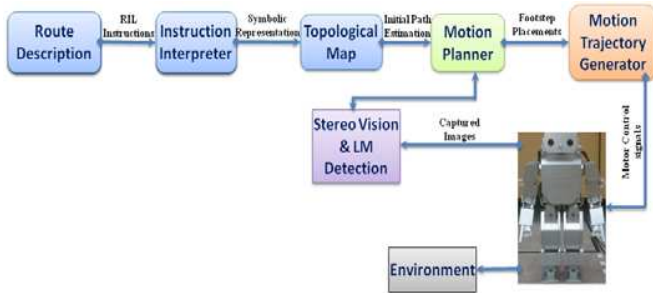 Route
Description
RIL
Instructions
Instruction
Interpreter
Symbolic
Representation
Topological
Map
Initial Path
Estimation
Motion
Planner
Footstep
Placements
Motion
Trajectory
Generator
Stereo Vision
& LM
Detection
Captured
Images
Motor Control
signals
Environment